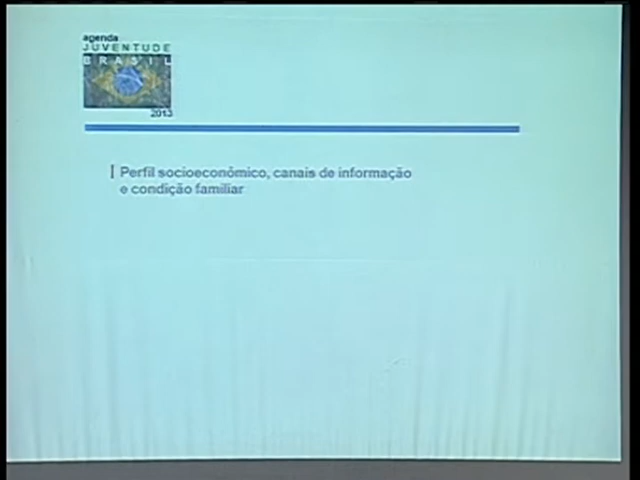 agenda
JUVENTUDE
BRASIL
2013
| Perfil socioeconômico, canais de informação
e condição familiar